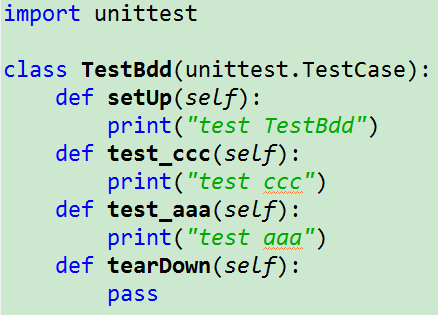 import unittest
class TestBdd(unittest.TestCase):
    def setUp(self):
        print("test TestBdd")
    def test_ccc(self):
        print("test ccc")
    def test_aaa(self):
        print("test aaa")
    def tearDown(self):
        pass